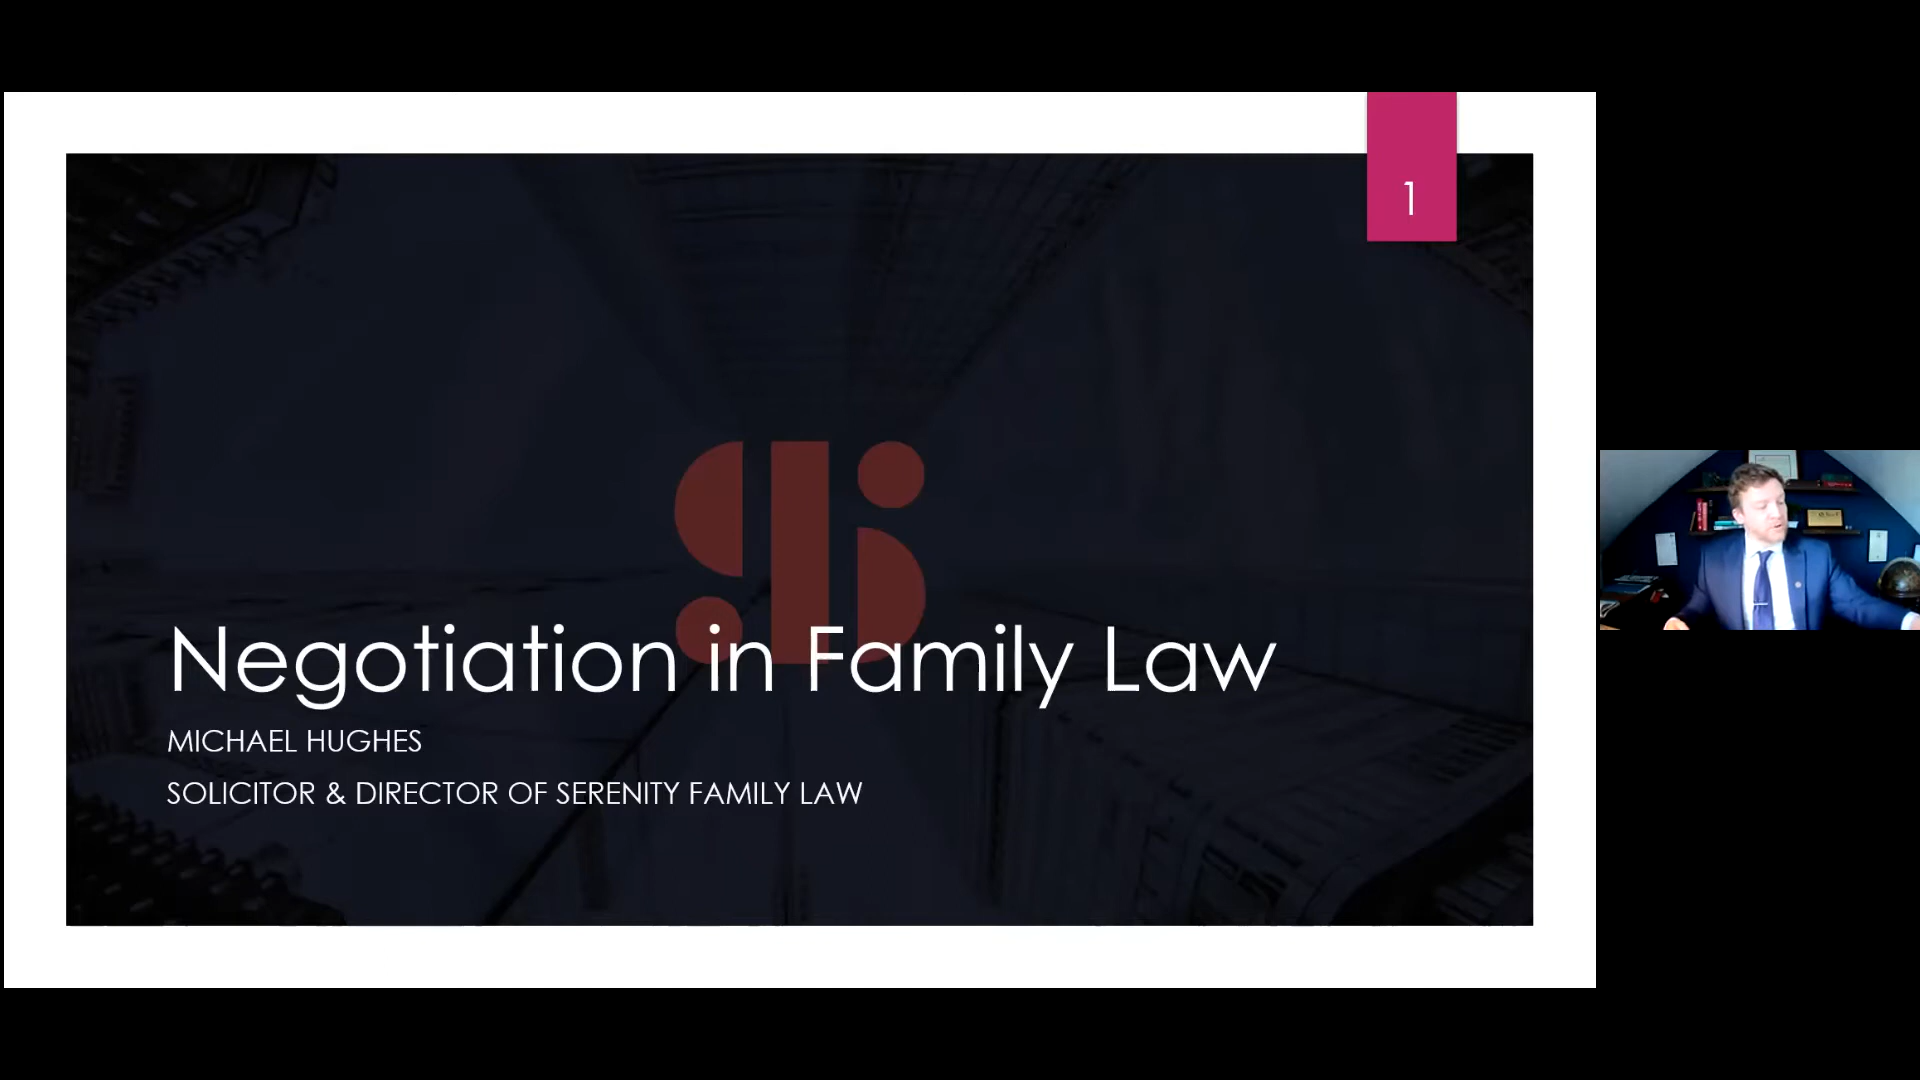 1
Negotiation in Family Law
MICHAEL HUGHES
SOLICITOR & DIRECTOR OF SERENITY FAMILY LAW